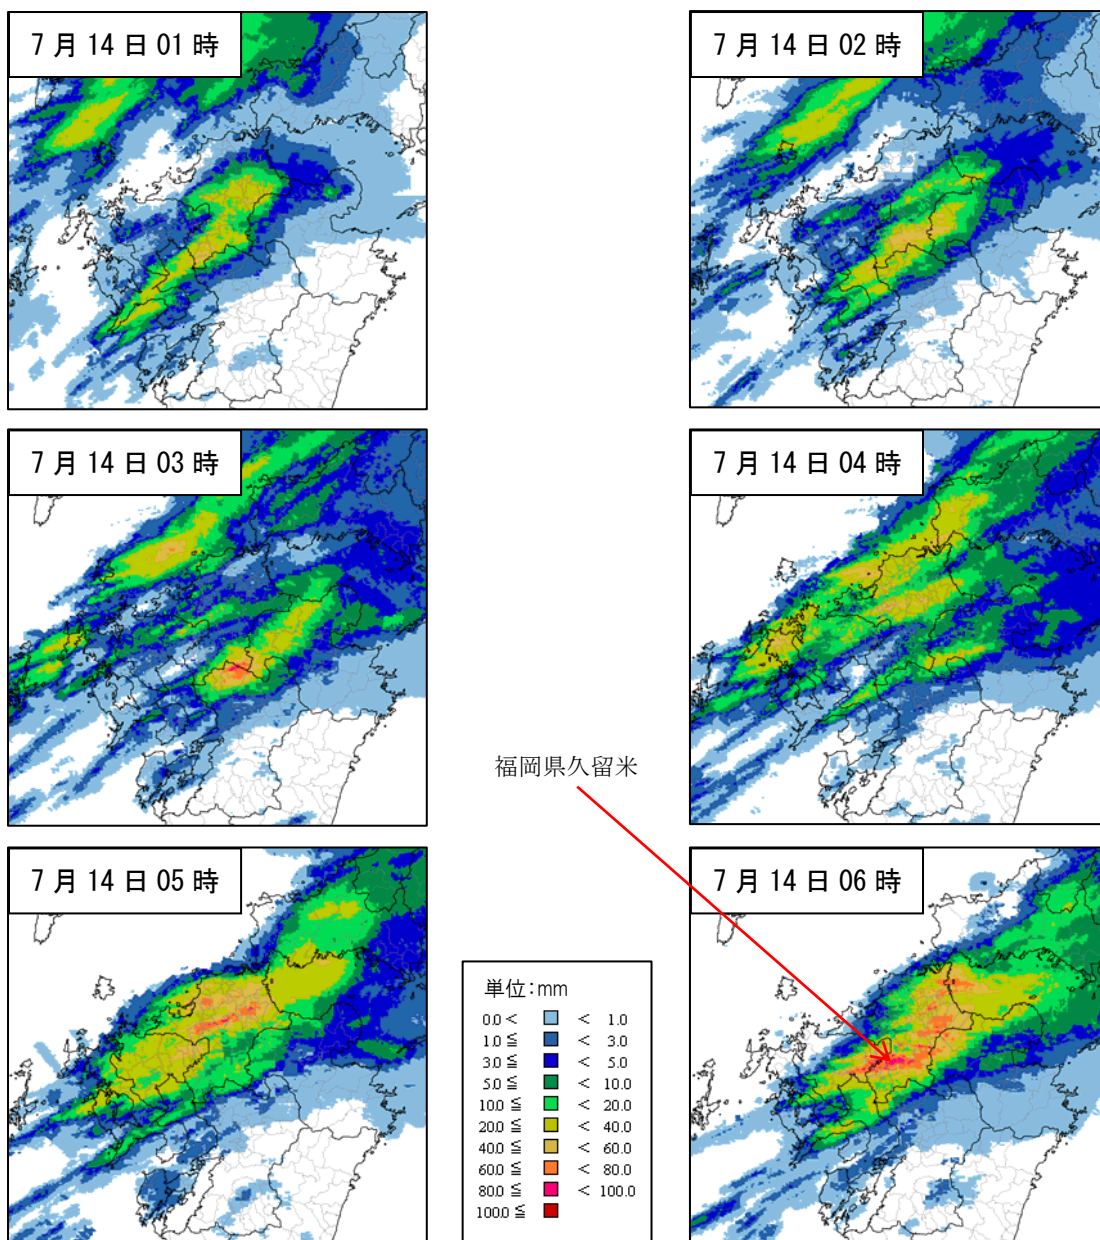 7月14日01時
7月14日02時
7月14日03時
7月14日04時
福岡県久留米
7月14日05時
7月14日06時
単位:mm
0.0 < < 1.0
1.0 ≦ < 3.0
3.0 ≦ < 5.0
5.0 ≦ < 10.0
10.0 ≦ < 20.0
20.0 ≦ < 40.0
40.0 ≦ < 60.0
60.0 ≦ < 80.0
80.0 ≦ < 100.0
100.0 ≦